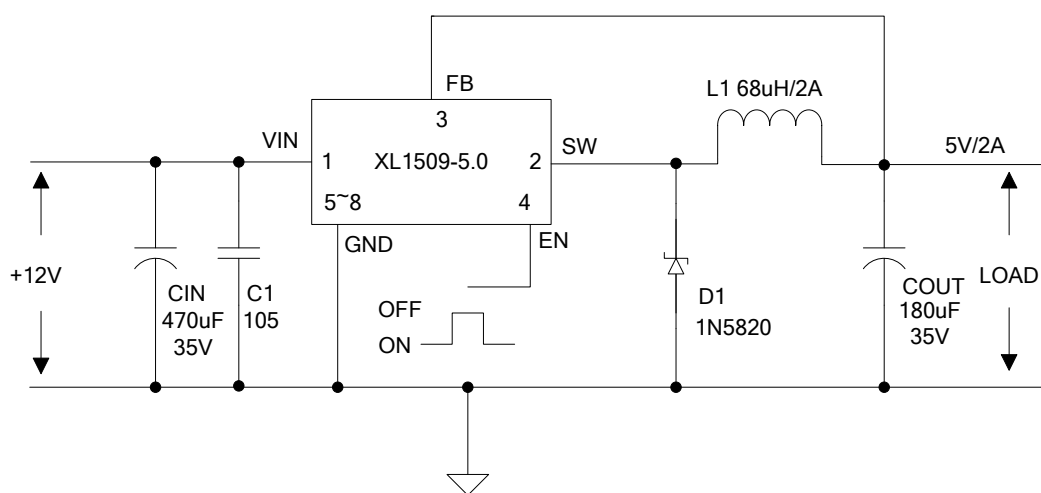 FB
3
VIN
1
XL1509-5.0
2
SW
5~8
4
GND
EN
L1 68uH/2A
5V/2A
+12V
CIN
470uF
35V
C1
105
OFF
ON
D1
1N5820
COUT
180uF
35V
LOAD